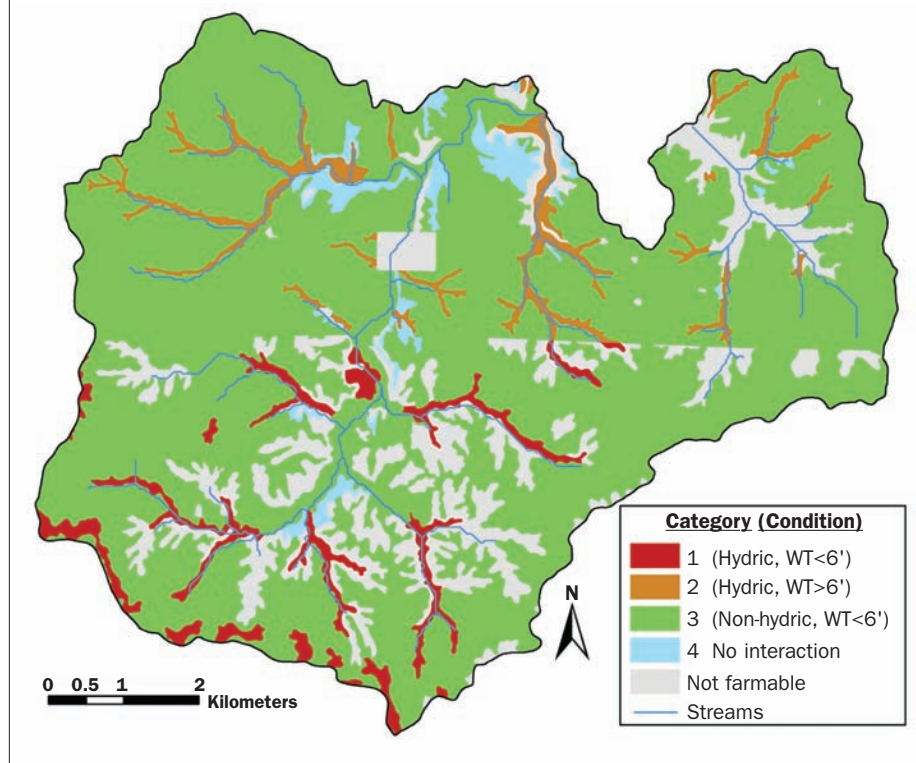 N
Category (Condition)
1 (Hydric, WT<6')
2 (Hydric, WT>6')
3 (Non-hydric, WT<6')
4 No interaction
Not farmable
Streams
0 0.5 1 2
Kilometers